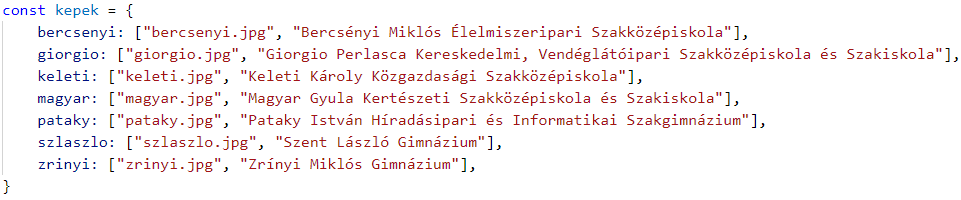 const kepek = {
    bercsenyi: ["bercsenyi.jpg", "Bercsényi Miklós Élelmiszeripari Szakközépiskola"],
    giorgio: ["giorgio.jpg", "Giorgio Perlasca Kereskedelmi, Vendéglátóipari Szakközépiskola és Szakiskola"],
    keleti: ["keleti.jpg", "Keleti Károly Közgazdasági Szakközépiskola"],
    magyar: ["magyar.jpg", "Magyar Gyula Kertészeti Szakközépiskola és Szakiskola"],
    pataky: ["pataky.jpg", "Pataky István Híradásipari és Informatikai Szakgimnázium"],
    szlaszlo: ["szlaszlo.jpg", "Szent László Gimnázium"],
    zrinyi: ["zrinyi.jpg", "Zrínyi Miklós Gimnázium"],
}